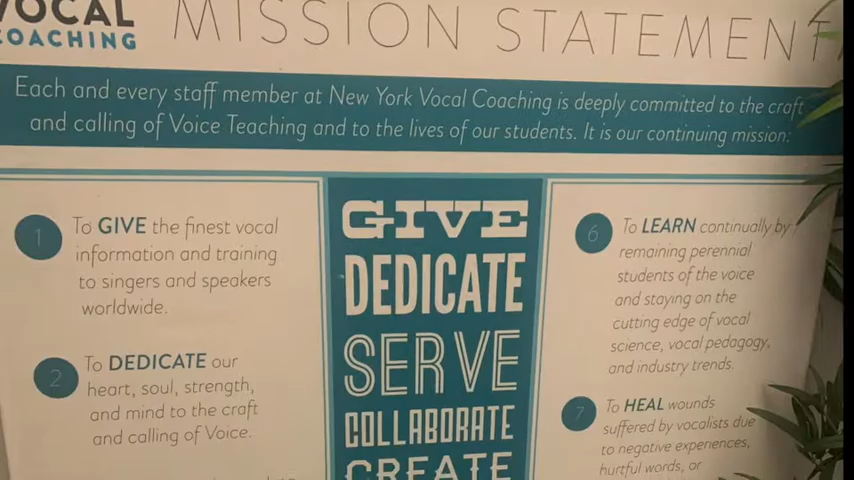 VOCAL
COACHING
MISSION STATEMENT
Each and every staff member at New York Vocal Coaching is deeply committed to the craft
and calling of Voice Teaching and to the lives of our students. It is our continuing mission:
1
To GIVE the finest vocal
information and training
to singers and speakers
worldwide.
2
To DEDICATE our
heart, soul, strength,
and mind to the craft
and calling of Voice.
GIVE
DEDICATE
SERVE
COLLABORATE
CREATE
6
To LEARN continually by
remaining perennial
students of the voice
and staying on the
cutting edge of vocal
science, vocal pedagogy,
and industry trends.
7
To HEAL wounds
suffered by vocalists due
to negative experiences,
hurtful words, or